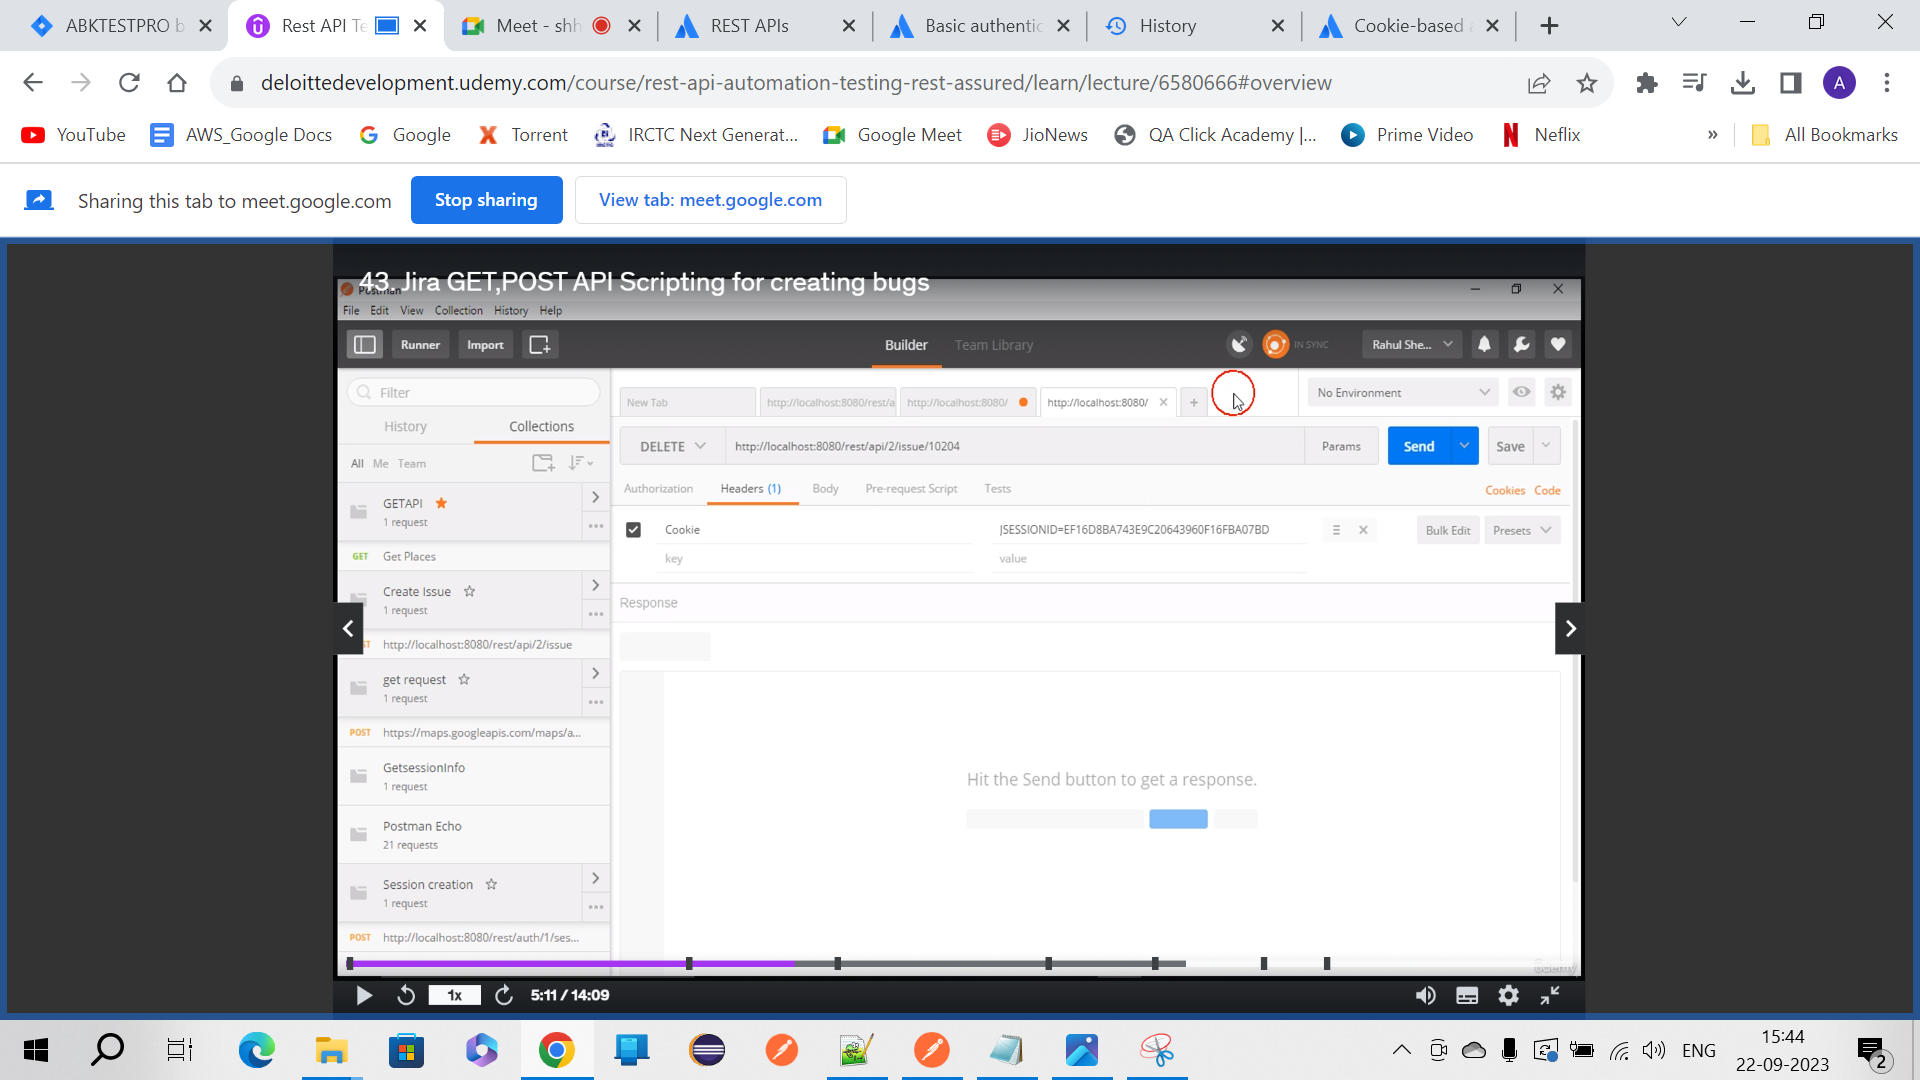 ABKTESTPRO b
Rest API Te
Meet - shh
REST APIs
Basic authentic
History
Cookie-based a
deloittedevelopment.udemy.com/course/rest-api-automation-testing-rest-assured/learn/lecture/6580666#overview
A
YouTube
AWS_Google Docs
Google
Torrent
IRCTC Next Generat...
Google Meet
JioNews
QA Click Academy |...
Prime Video
Neflix
»
All Bookmarks
Sharing this tab to meet.google.com
Stop sharing
View tab: meet.google.com
43. Jira GET,POST API Scripting for creating bugs
Postman
File Edit View Collection History Help
Runner
Import
Builder
Team Library
IN SYNC
Rahul She...
Filter
History
Collections
All Me Team
New Tab
http://localhost:8080/rest/a
http://localhost:8080/
http://localhost:8080/
No Environment
DELETE
http://localhost:8080/rest/api/2/issue/10204
Params
Send
Save
Authorization
Headers (1)
Body
Pre-request Script
Tests
Cookies Code
Cookie
JSESSIONID=EF16D8BA743E9C20643960F16FBA07BD
Bulk Edit
Presets
key
value
Response
Hit the Send button to get a response.
GETAPI
1 request
GET Get Places
Create Issue
1 request
http://localhost:8080/rest/api/2/issue
get request
1 request
POST https://maps.googleapis.com/maps/a...
GetsessionInfo
1 request
Postman Echo
21 requests
Session creation
1 request
POST http://localhost:8080/rest/auth/1/ses...
udemy
1x
5:11 / 14:09
ENG
15:44
22-09-2023
2